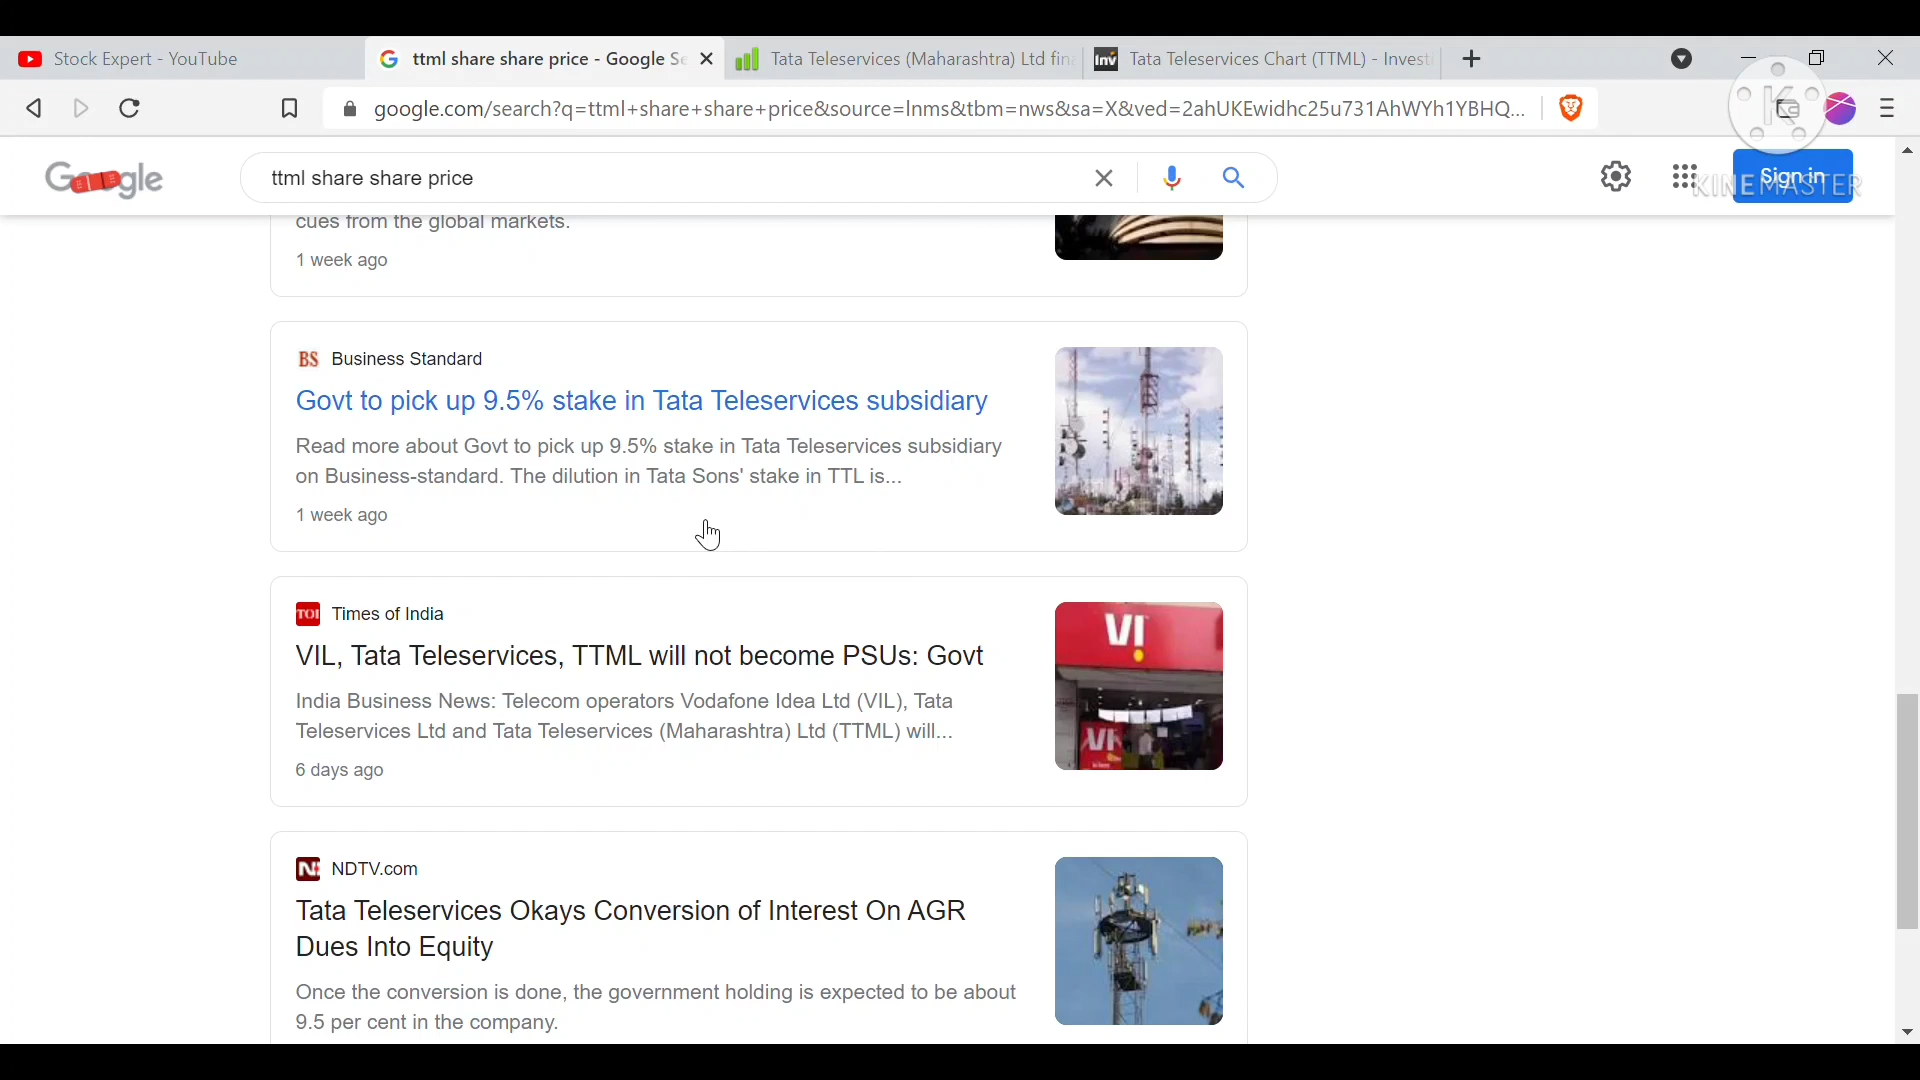 Stock Expert - YouTube
ttml share share price - Google Se
Tata Teleservices (Maharashtra) Ltd fin
Tata Teleservices Chart (TTML) - Invest
google.com/search?q=ttml+share+share+price&source=lnms&tbm=nws&sa=X&ved=2ahUKEwidhc25u731AhWYh1YBHQ...
Google
ttml share share price
Sign in
KINEMASTER
cues from the global markets.
1 week ago
BS Business Standard
Govt to pick up 9.5% stake in Tata Teleservices subsidiary
Read more about Govt to pick up 9.5% stake in Tata Teleservices subsidiary
on Business-standard. The dilution in Tata Sons' stake in TTL is...
1 week ago
TOI Times of India
VIL, Tata Teleservices, TTML will not become PSUs: Govt
India Business News: Telecom operators Vodafone Idea Ltd (VIL), Tata
Teleservices Ltd and Tata Teleservices (Maharashtra) Ltd (TTML) will...
6 days ago
VI
VI
N NDTV.com
Tata Teleservices Okays Conversion of Interest On AGR
Dues Into Equity
Once the conversion is done, the government holding is expected to be about
9.5 per cent in the company.